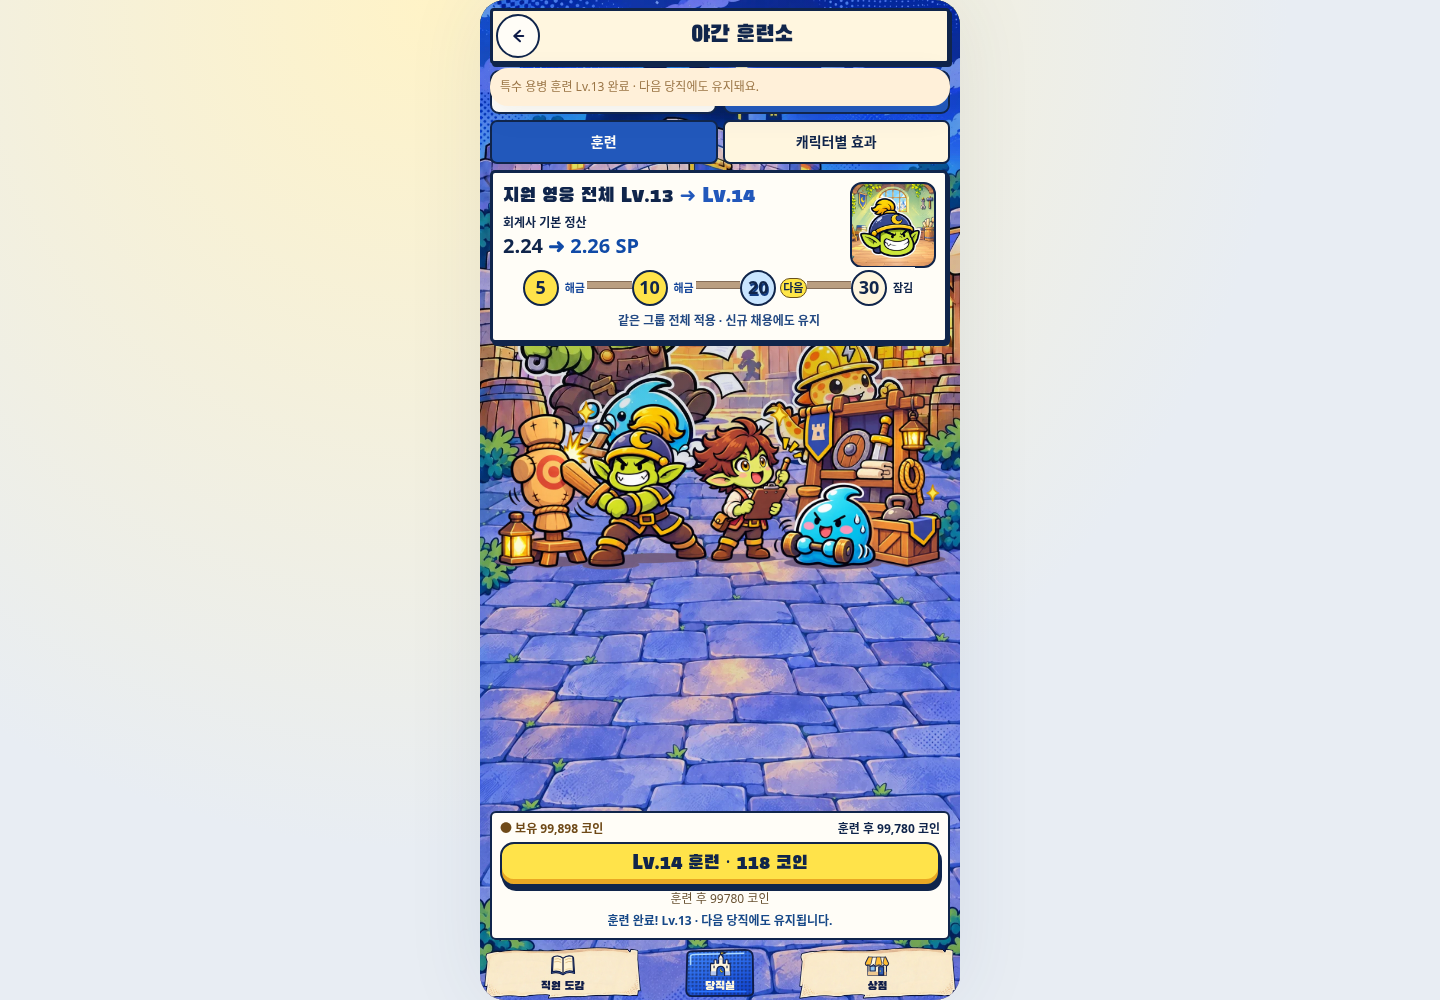 야간 훈련소
특수 용병 훈련 Lv.13 완료 · 다음 당직에도 유지돼요.
훈련
캐릭터별 효과
지원 영웅 전체 Lv.13 → Lv.14
회계사 기본 정산
2.24 → 2.26 SP
5 해금 10 해금 20 다음 30 잠김
같은 그룹 전체 적용 · 신규 채용에도 유지
보유 99,898 코인
훈련 후 99,780 코인
Lv.14 훈련 · 118 코인
훈련 후 99780 코인
훈련 완료! Lv.13 · 다음 당직에도 유지됩니다.
직원 도감
당직실
상점